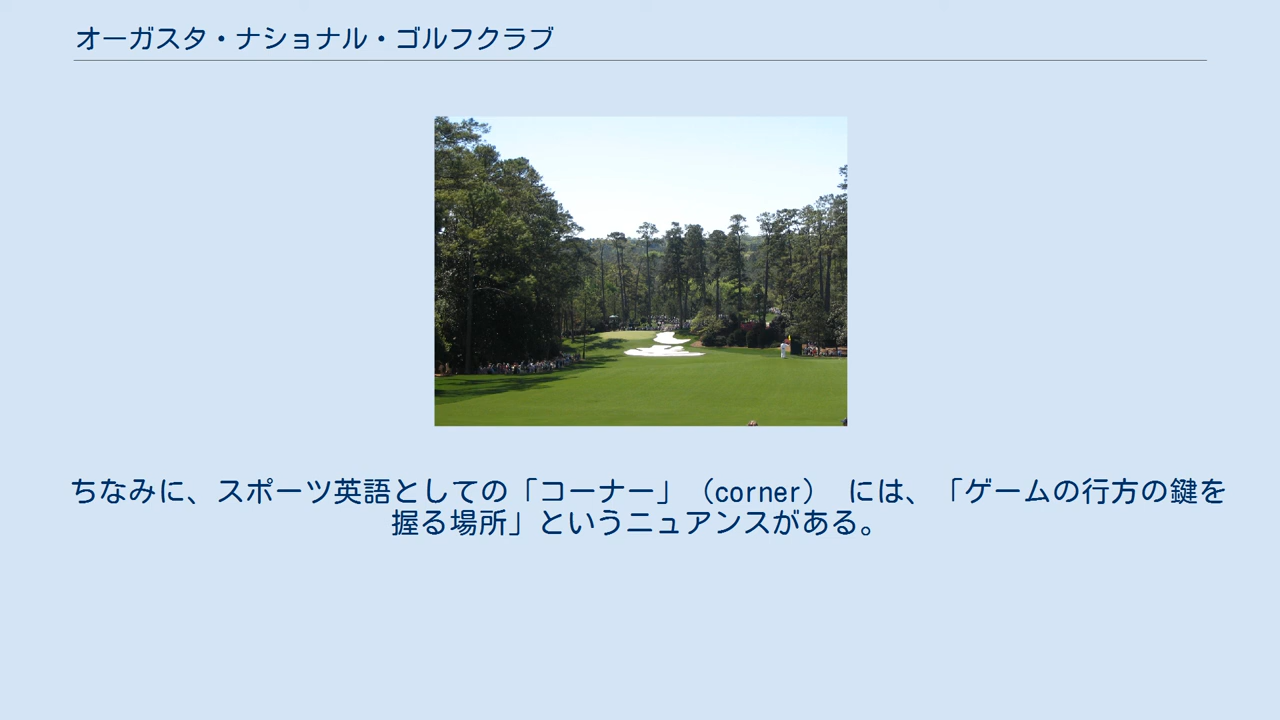 オーガスタ・ナショナル・ゴルフクラブ
ちなみに、スポーツ英語としての「コーナー」（corner） には、「ゲームの行方の鍵を
握る場所」というニュアンスがある。